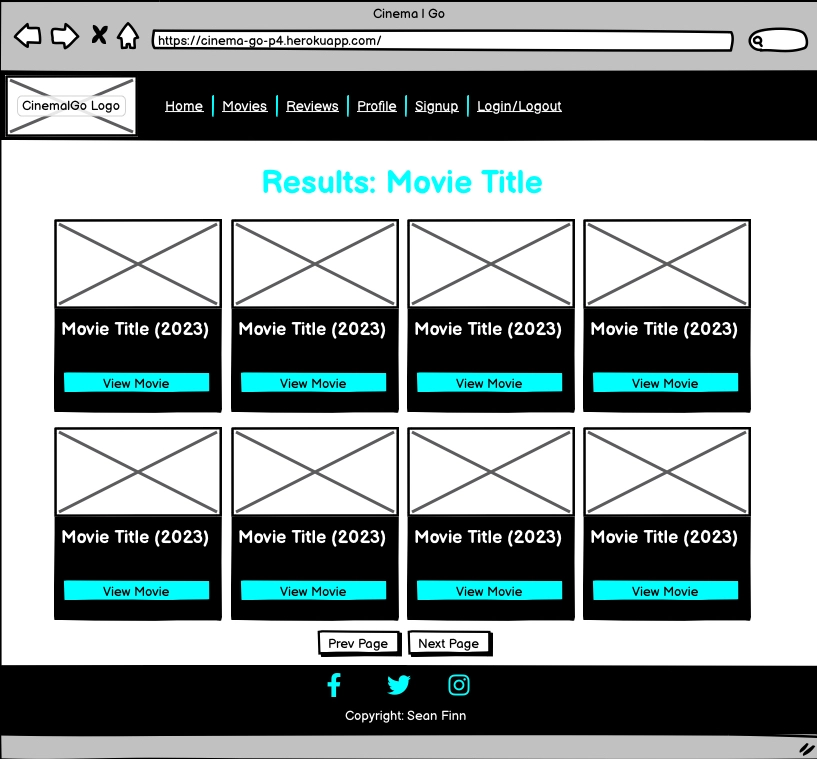 Cinema | Go
https://cinema-go-p4.herokuapp.com/
CinemaIGo Logo
Home Movies Reviews Profile Signup Login/Logout
Results: Movie Title
Movie Title (2023) Movie Title (2023) Movie Title (2023) Movie Title (2023)
View Movie View Movie View Movie View Movie
Movie Title (2023) Movie Title (2023) Movie Title (2023) Movie Title (2023)
View Movie View Movie View Movie View Movie
Prev Page Next Page
Copyright: Sean Finn